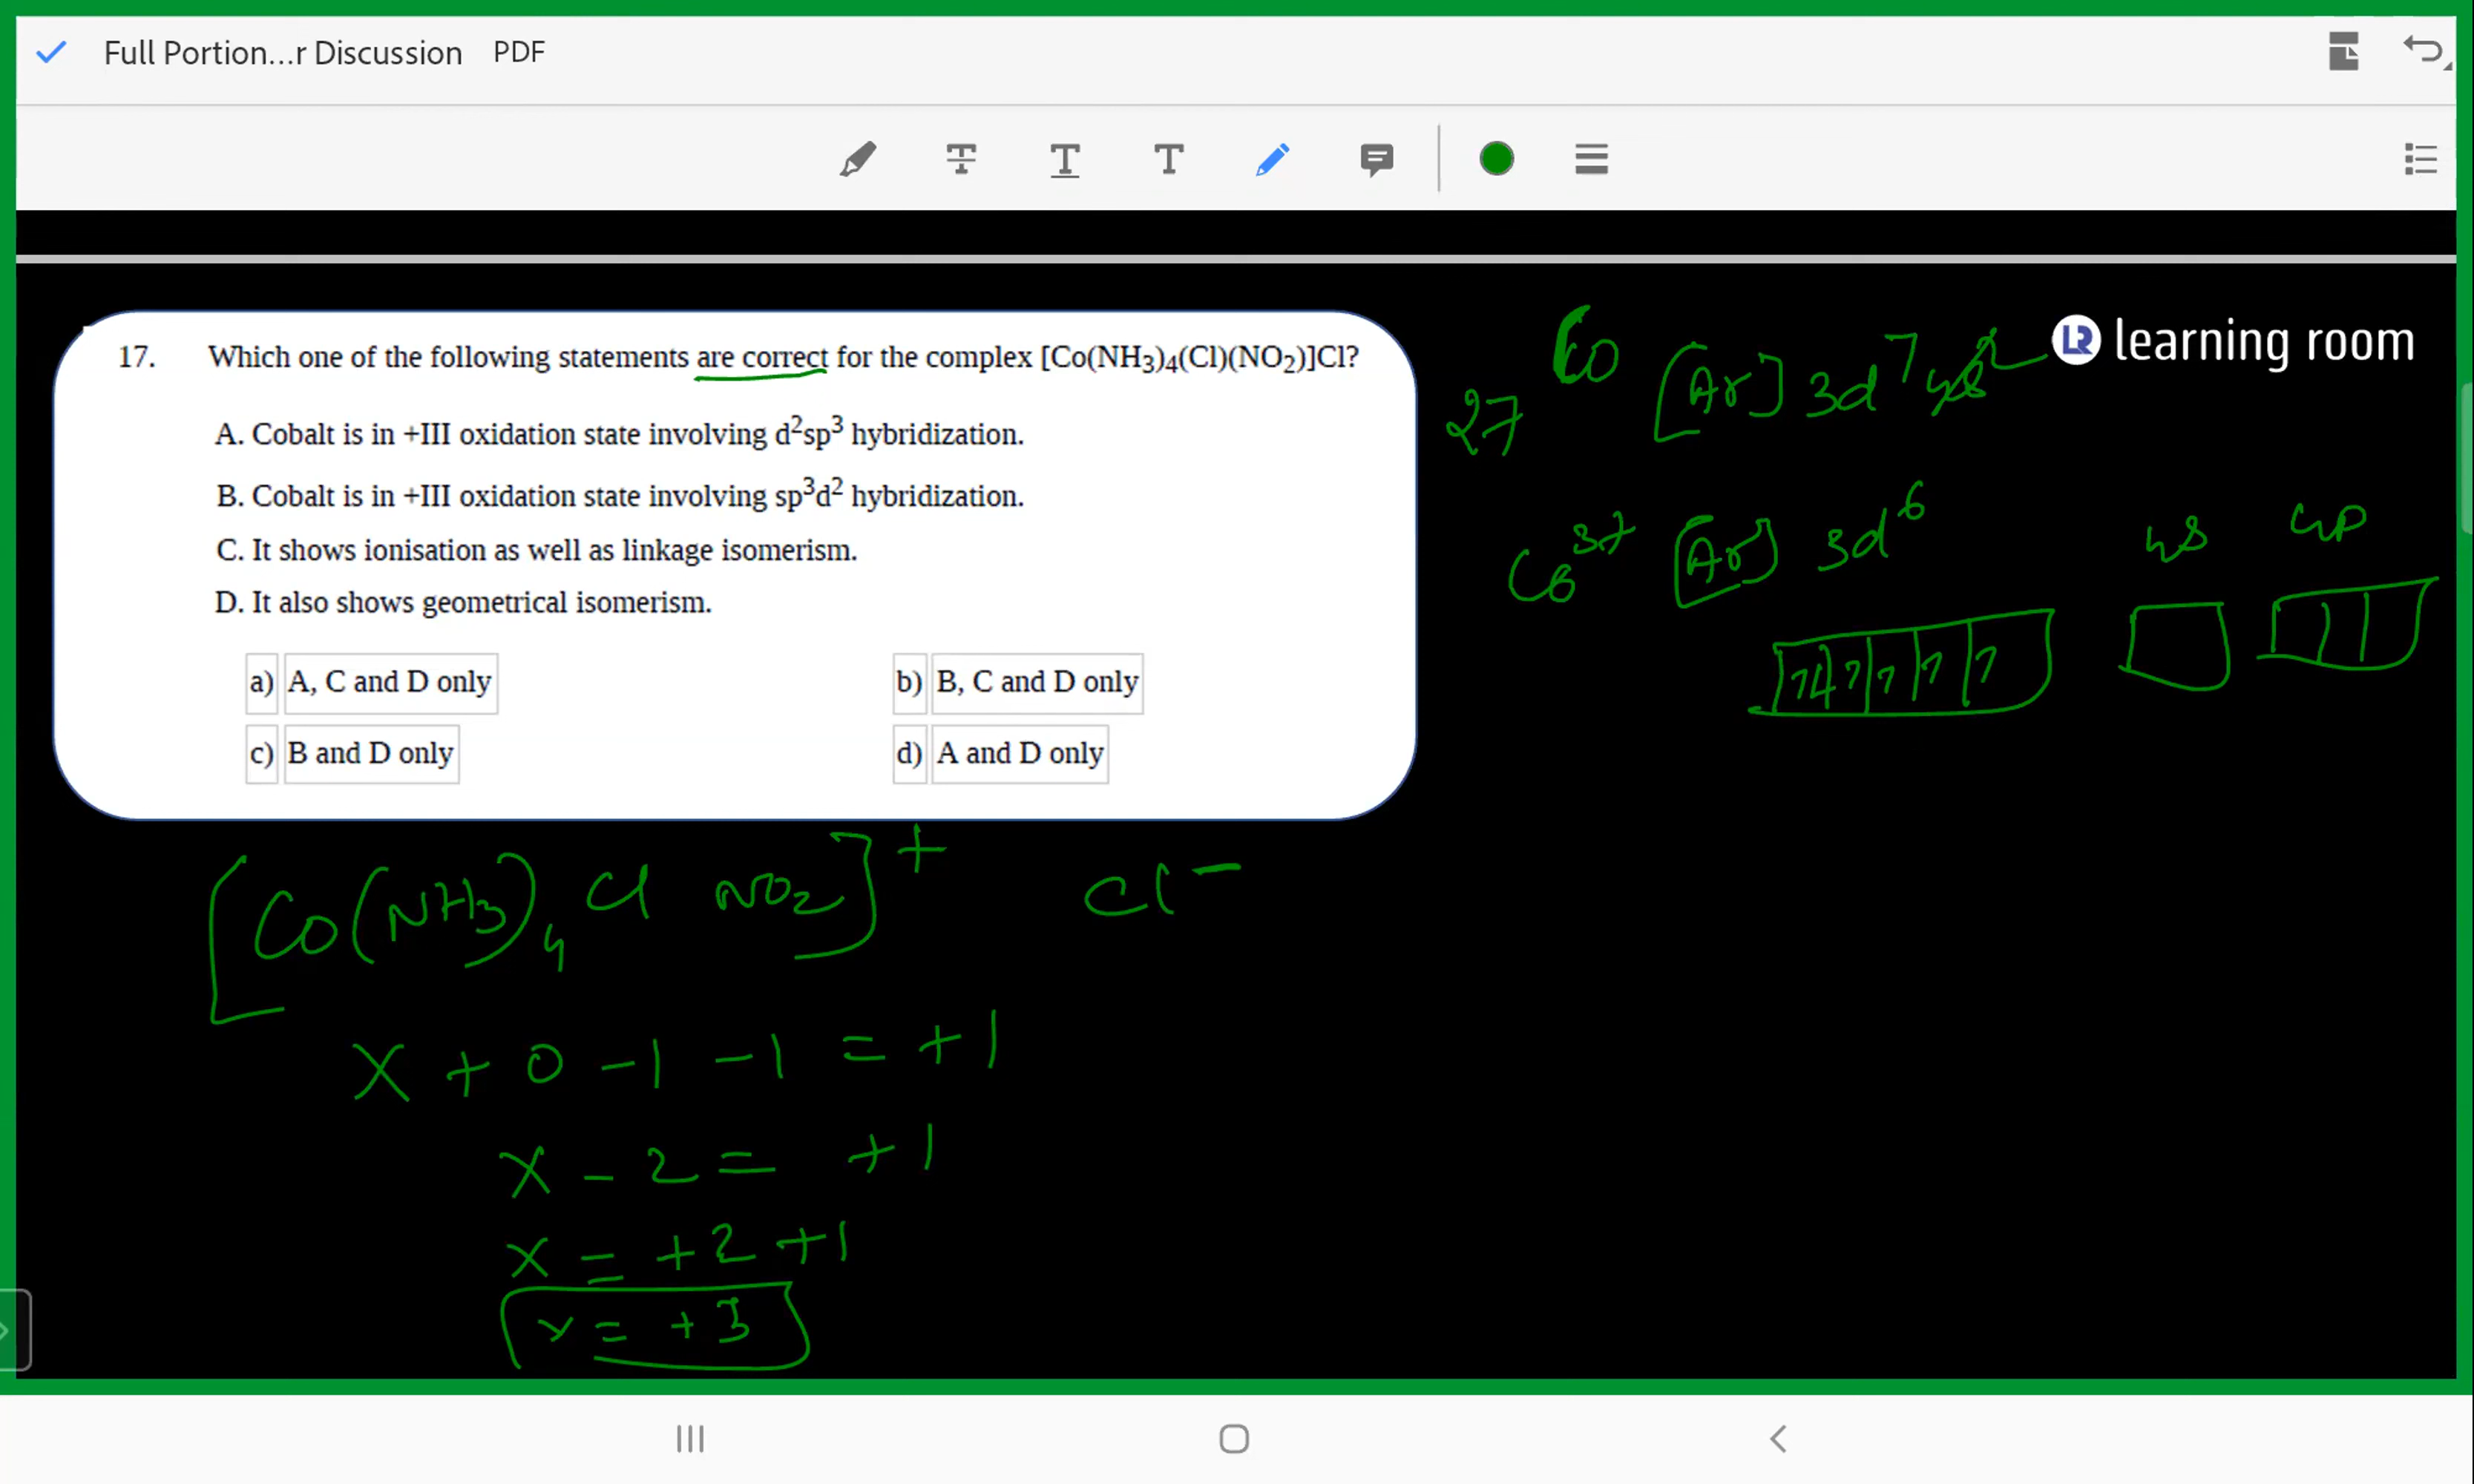 Full Portion...r Discussion PDF
learning room
17. Which one of the following statements are correct for the complex [Co(NH₃)₄(Cl)(NO₂)]Cl?
A. Cobalt is in +III oxidation state involving d²sp³ hybridization.
B. Cobalt is in +III oxidation state involving sp³d² hybridization.
C. It shows ionisation as well as linkage isomerism.
D. It also shows geometrical isomerism.
a) A, C and D only b) B, C and D only
c) B and D only d) A and D only
27 Co [Ar] 3d⁷ 4s²
Co³⁺ [Ar] 3d⁶
4s 4p
[Co(NH₃)₄ Cl NO₂]⁺ Cl⁻
x + 0 - 1 - 1 = +1
x - 2 = +1
x = +2 +1
x = +3